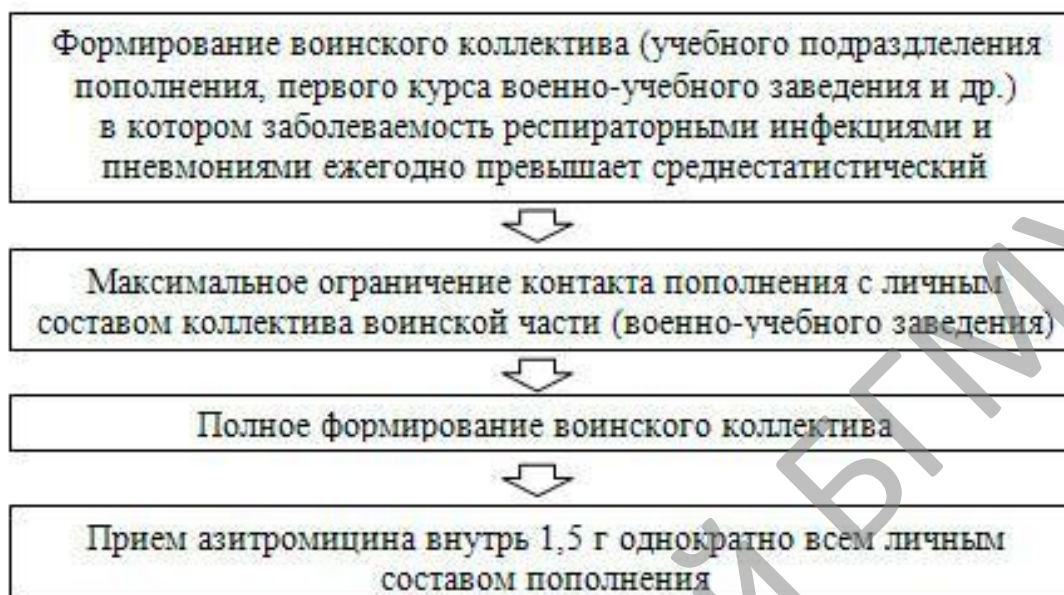 Формирование воинского коллектива (учебного подраздлеления
пополнения, первого курса военно-учебного заведения и др.)
в котором заболеваемость респираторными инфекциями и
пневмониями ежегодно превышает среднестатистический
Максимальное ограничение контакта пополнения с личным
составом коллектива воинской части (военно-учебного заведения)
Полное формирование воинского коллектива
Прием азитромицина внутрь 1,5 г однократно всем личным
составом пополнения
Й БГМУ